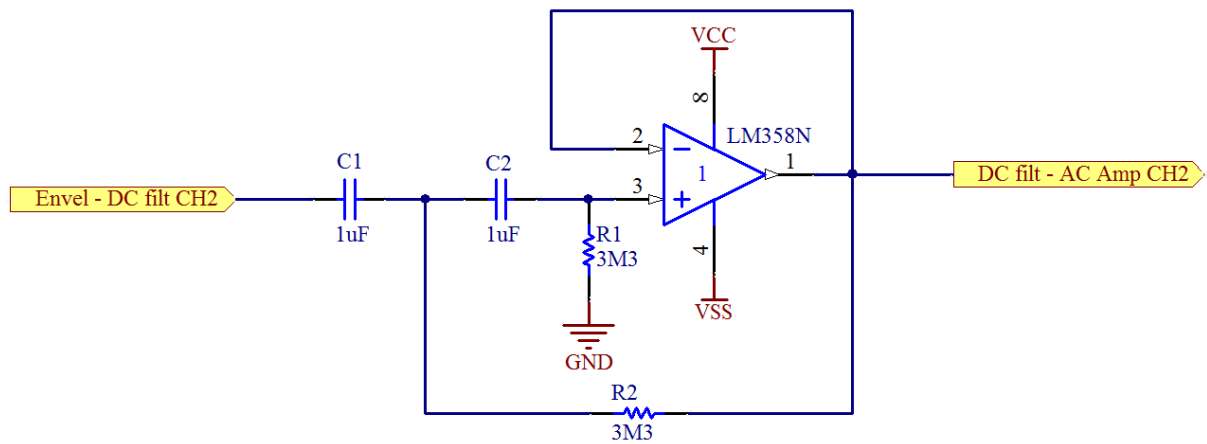 VCC
8
LM358N
2
1
1
3
C1
C2
Envel - DC filt CH2
DC filt - AC Amp CH2
1uF
1uF
R1
3M3
4
VSS
GND
R2
3M3